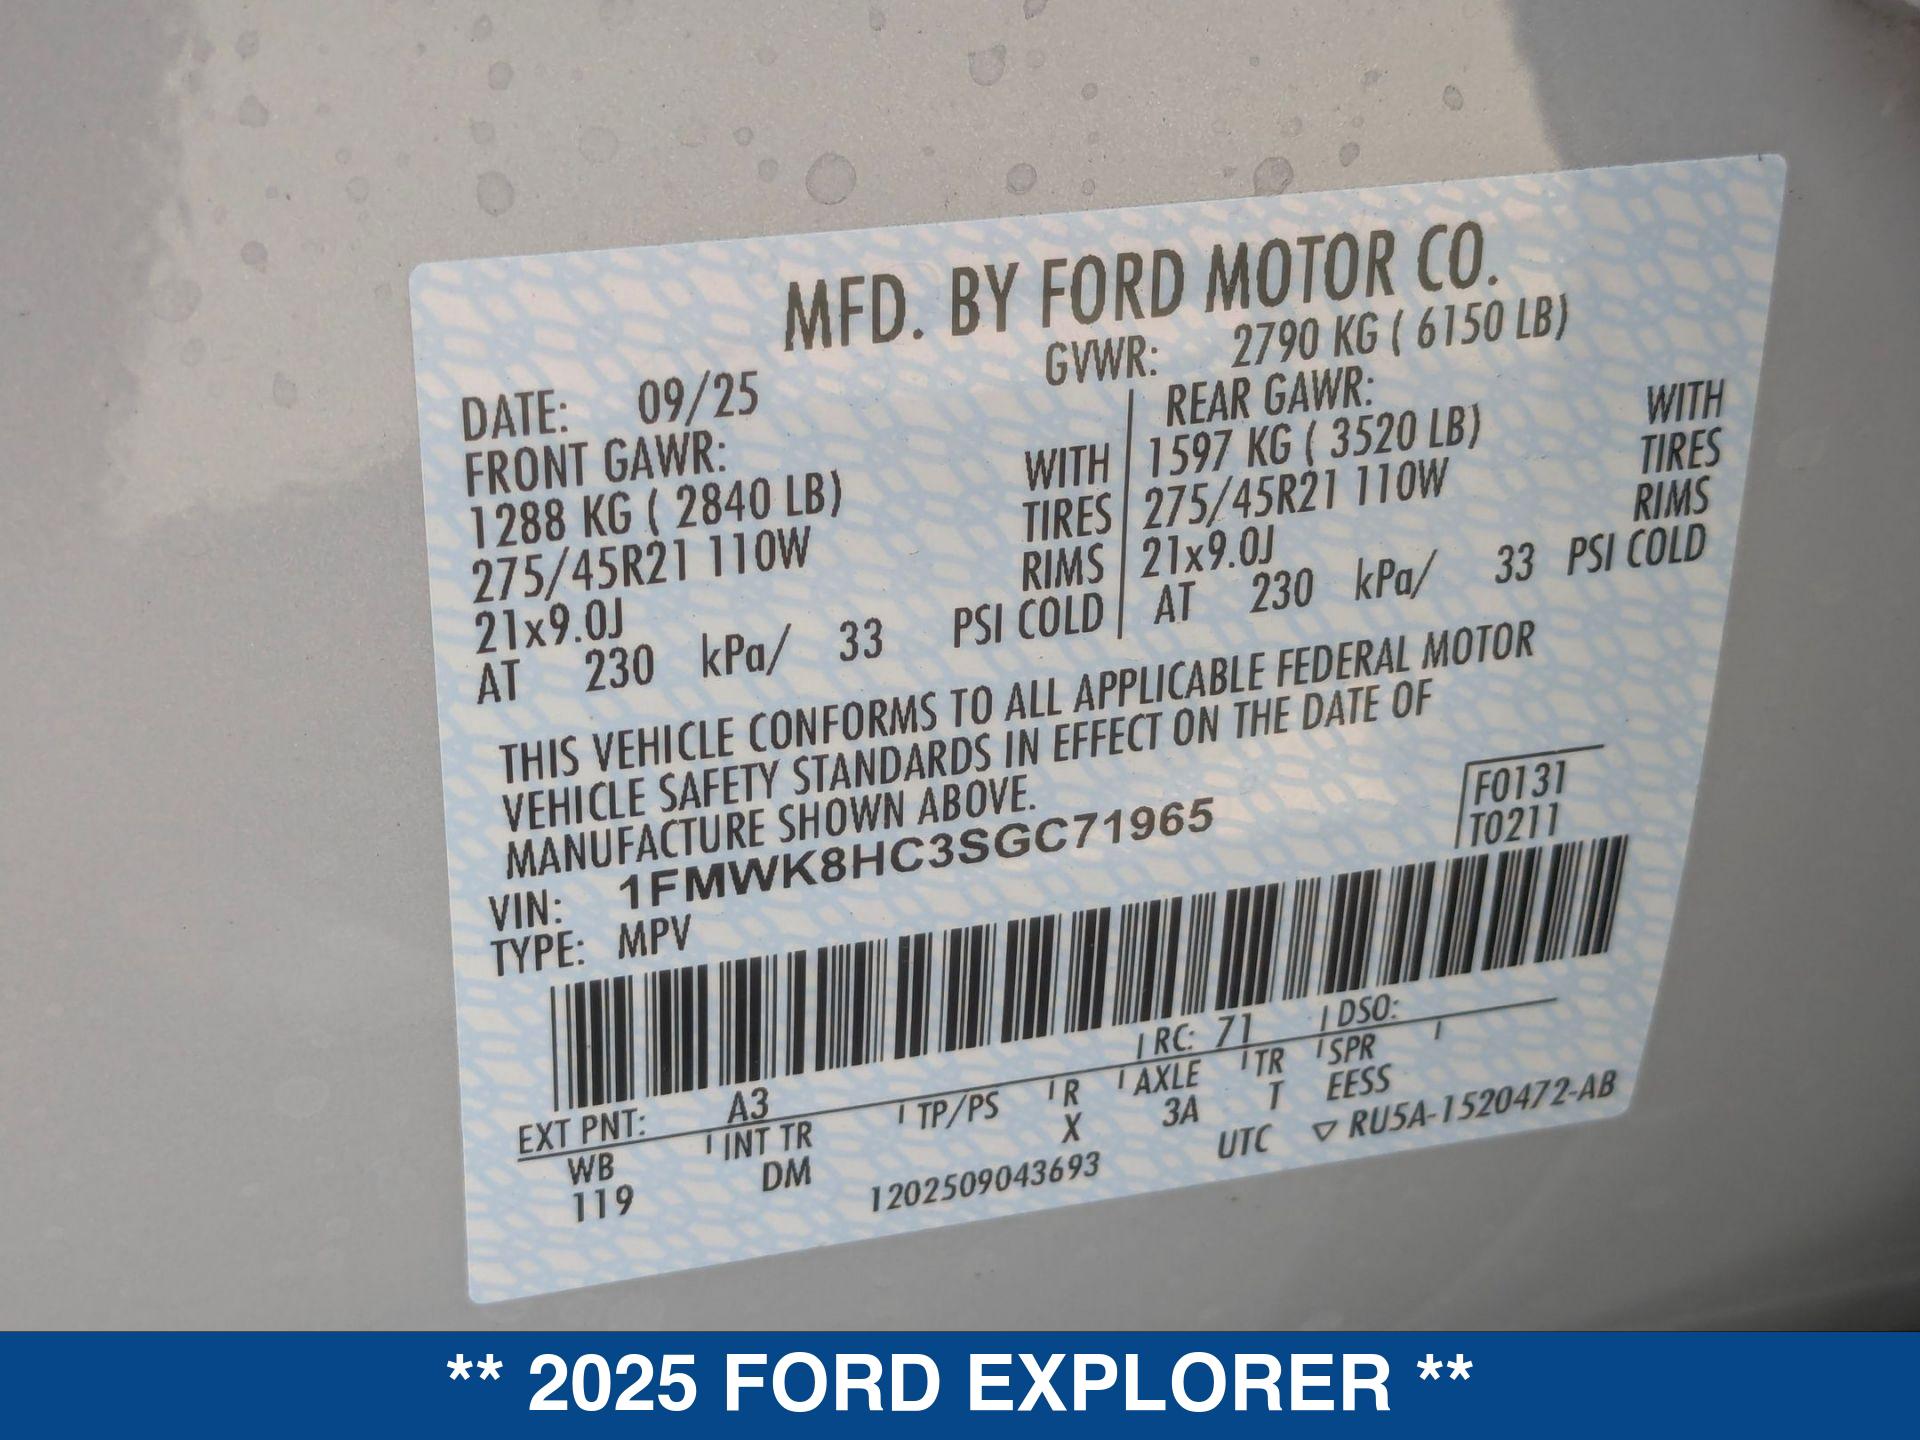 MFD. BY FORD MOTOR CO.
DATE: 09/25 GVWR: 2790 KG ( 6150 LB)
FRONT GAWR: REAR GAWR:
1288 KG ( 2840 LB) WITH 1597 KG ( 3520 LB) WITH
275/45R21 110W TIRES 275/45R21 110W TIRES
21x9.0J RIMS 21x9.0J RIMS
AT 230 kPa/ 33 PSI COLD AT 230 kPa/ 33 PSI COLD
THIS VEHICLE CONFORMS TO ALL APPLICABLE FEDERAL MOTOR
VEHICLE SAFETY STANDARDS IN EFFECT ON THE DATE OF
MANUFACTURE SHOWN ABOVE.
F0131
T0211
VIN: 1FMWK8HC3SGC71965
TYPE: MPV
EXT PNT: A3 RC: 71 DSO:
WB INT TR TP/PS R AXLE TR SPR
119 DM X 3A T EESS
1202509043693 UTC ▽ RU5A-1520472-AB
** 2025 FORD EXPLORER **